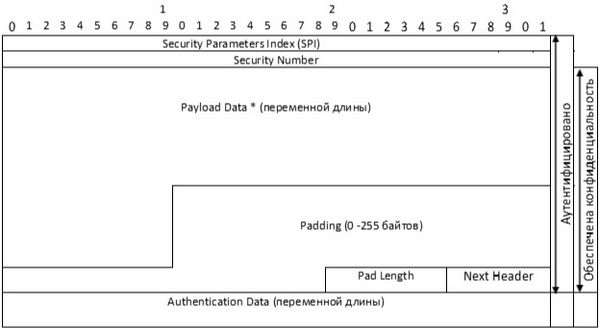 1 2 3
0 1 2 3 4 5 6 7 8 9 0 1 2 3 4 5 6 7 8 9 0 1 2 3 4 5 6 7 8 9 0 1
Security Parameters Index (SPI)
Security Number
Payload Data * (переменной длины)
Padding (0 -255 байтов)
Pad Length
Next Header
Authentication Data (переменной длины)
Аутентифицировано
Обеспечена конфиденциальность